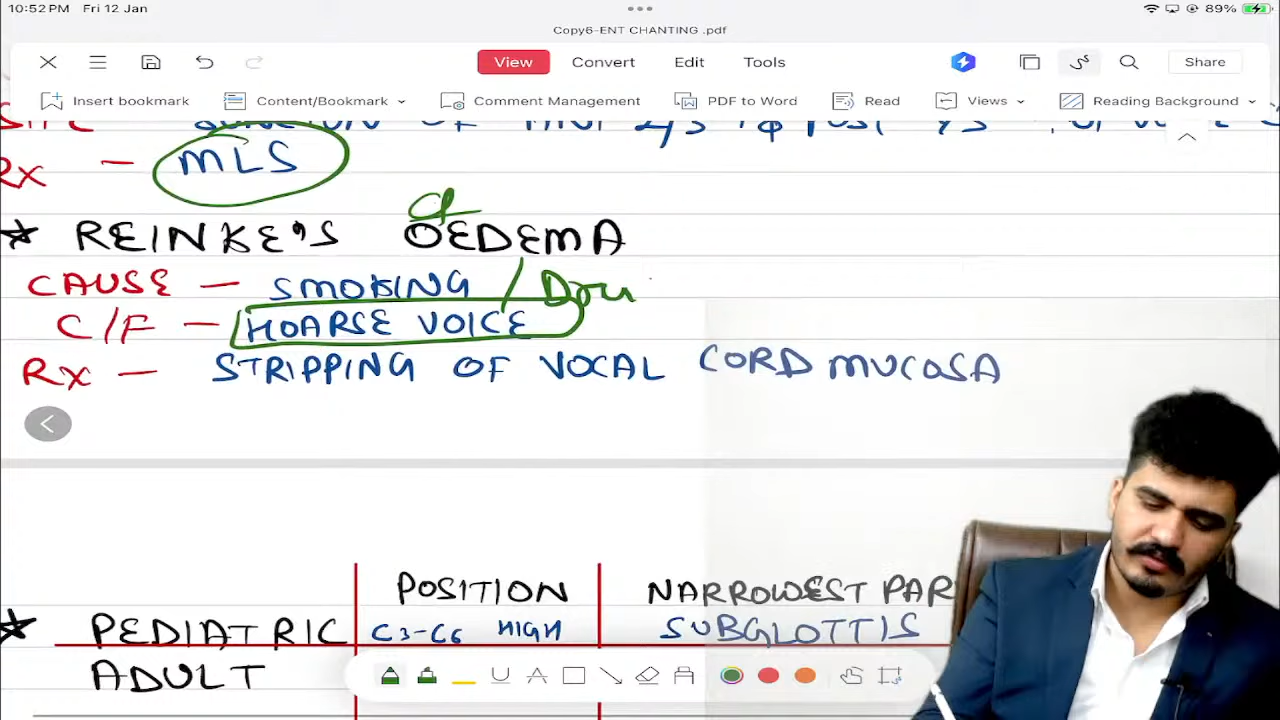 10:52 PM Fri 12 Jan
89%
Copy6-ENT CHANTING .pdf
View Convert Edit Tools
Share
Insert bookmark Content/Bookmark Comment Management PDF to Word Read Views Reading Background
SITE
OF
Rx - MLS
★ REINKE'S OEDEMA
CAUSE - SMOKING /
C/F - HOARSE VOICE
Rx - STRIPPING OF VOCAL CORD MUCOSA
POSITION NARROWEST PAR
★ PEDIATRIC C3-C6 HIGH SUBGLOTTIS
ADULT